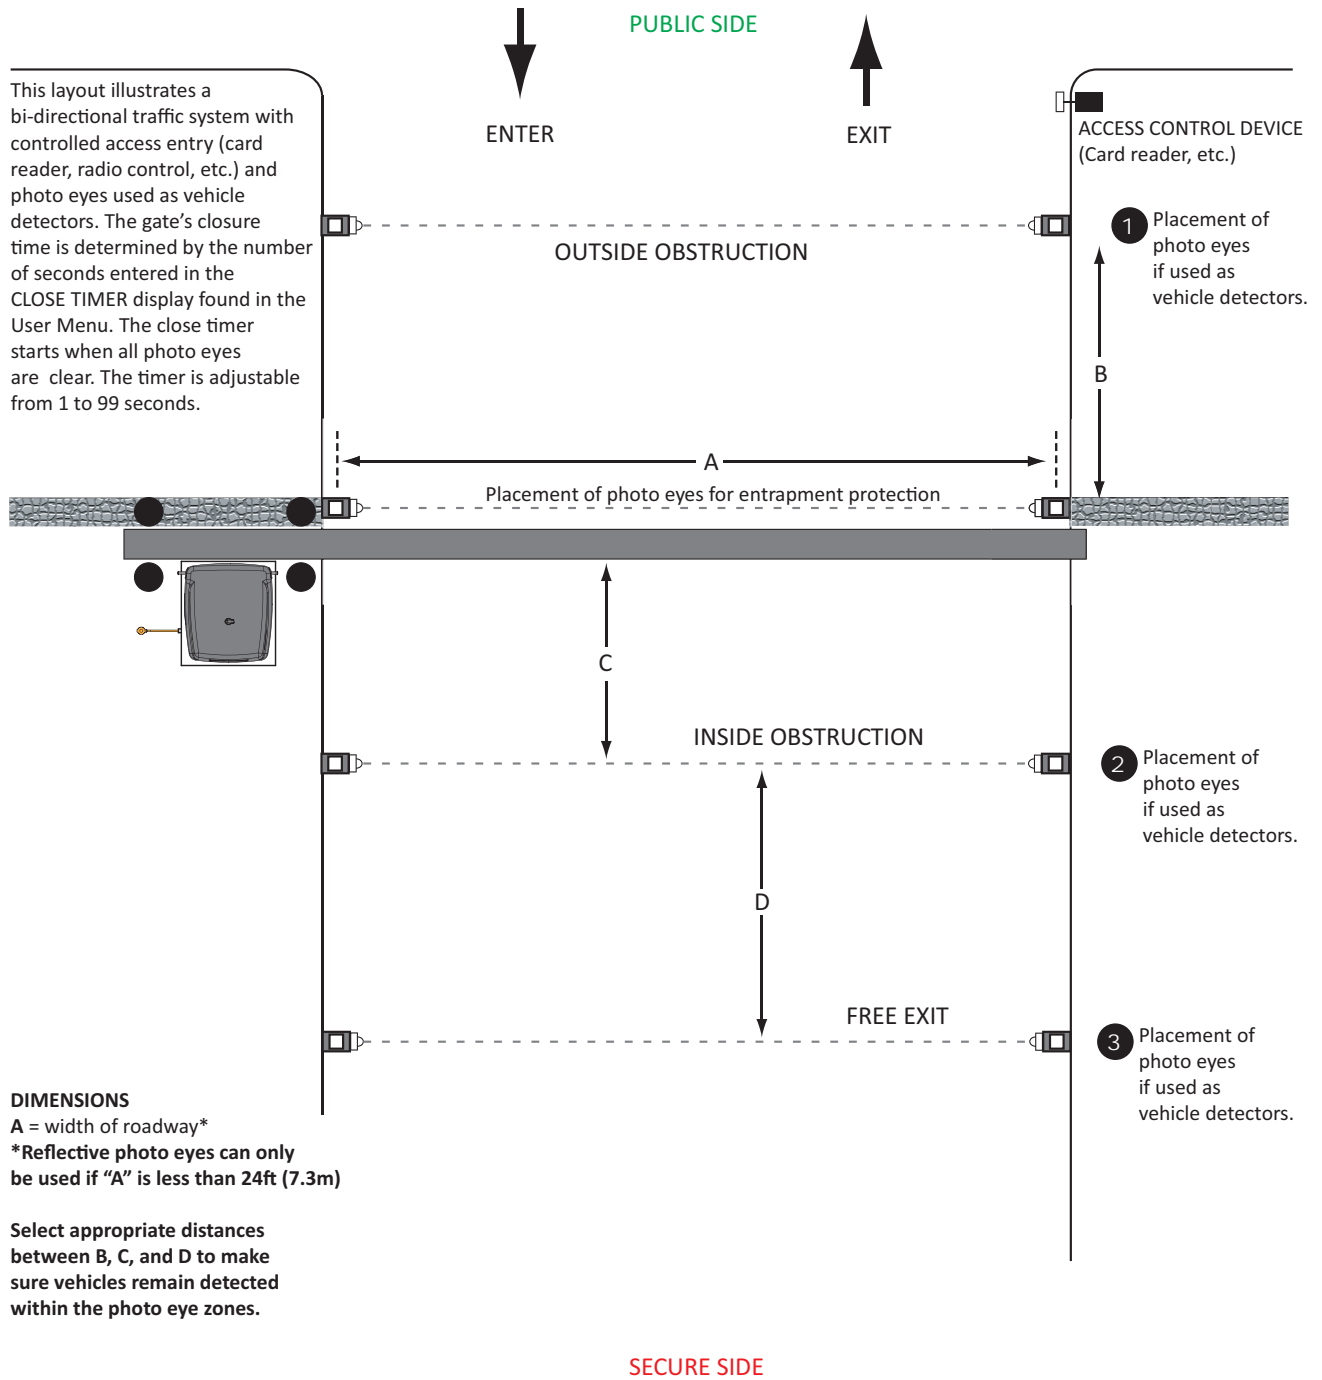 PUBLIC SIDE
ENTER
EXIT
This layout illustrates a
bi-directional traffic system with
controlled access entry (card
reader, radio control, etc.) and
photo eyes used as vehicle
detectors. The gate's closure
time is determined by the number
of seconds entered in the
CLOSE TIMER display found in the
User Menu. The close timer
starts when all photo eyes
are  clear. The timer is adjustable
from 1 to 99 seconds.
ACCESS CONTROL DEVICE
(Card reader, etc.)
1
Placement of
photo eyes
if used as
vehicle detectors.
OUTSIDE OBSTRUCTION
B
A
Placement of photo eyes for entrapment protection
C
INSIDE OBSTRUCTION
2
Placement of
photo eyes
if used as
vehicle detectors.
D
FREE EXIT
3
Placement of
photo eyes
if used as
vehicle detectors.
DIMENSIONS
A = width of roadway*
*Reflective photo eyes can only
be used if “A” is less than 24ft (7.3m)
Select appropriate distances
between B, C, and D to make
sure vehicles remain detected
within the photo eye zones.
SECURE SIDE